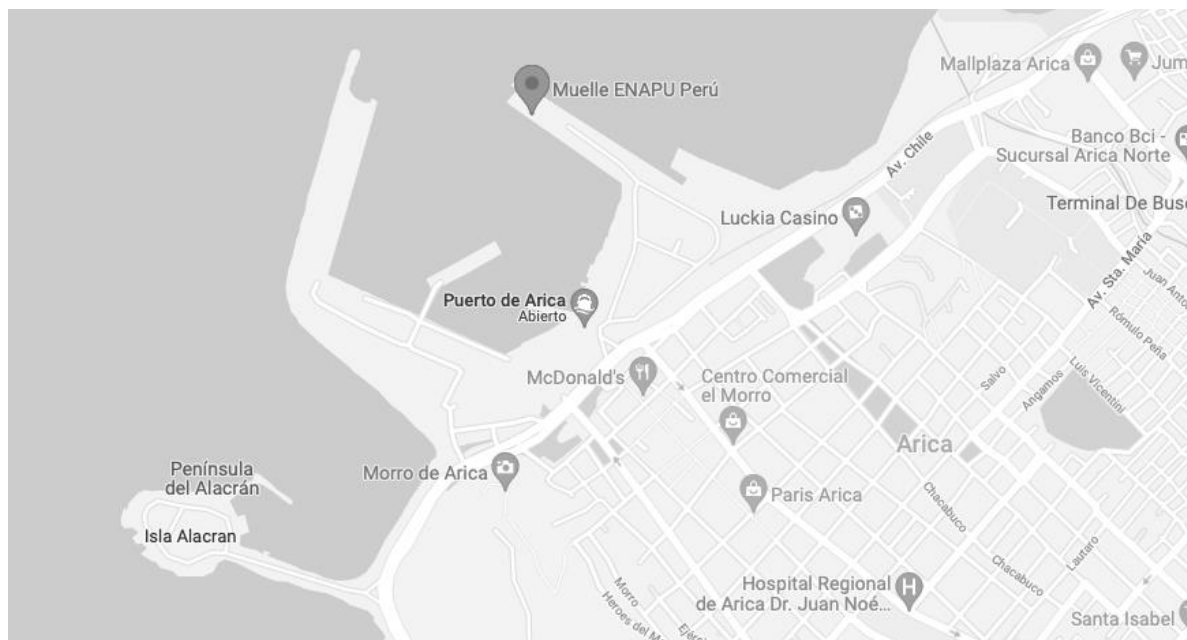 Mallplaza Arica
Muelle ENAPU Perú
Av. Chile
Banco Bci -
Sucursal Arica Norte
Luckia Casino
Terminal De Buse
Av. Sta. María
Juan Anto
Rómulo Peña
Puerto de Arica
Abierto
McDonald's
Centro Comercial
el Morro
Salvo
Angamos
Luis Vicentini
Arica
Península
del Alacrán
Morro de Arica
Paris Arica
Chacabuco
Isla Alacran
Lautaro
Chacabuco
Hospital Regional
de Arica Dr. Juan Noé...
Morro
Heroes del M
Ejérci
Santa Isabel